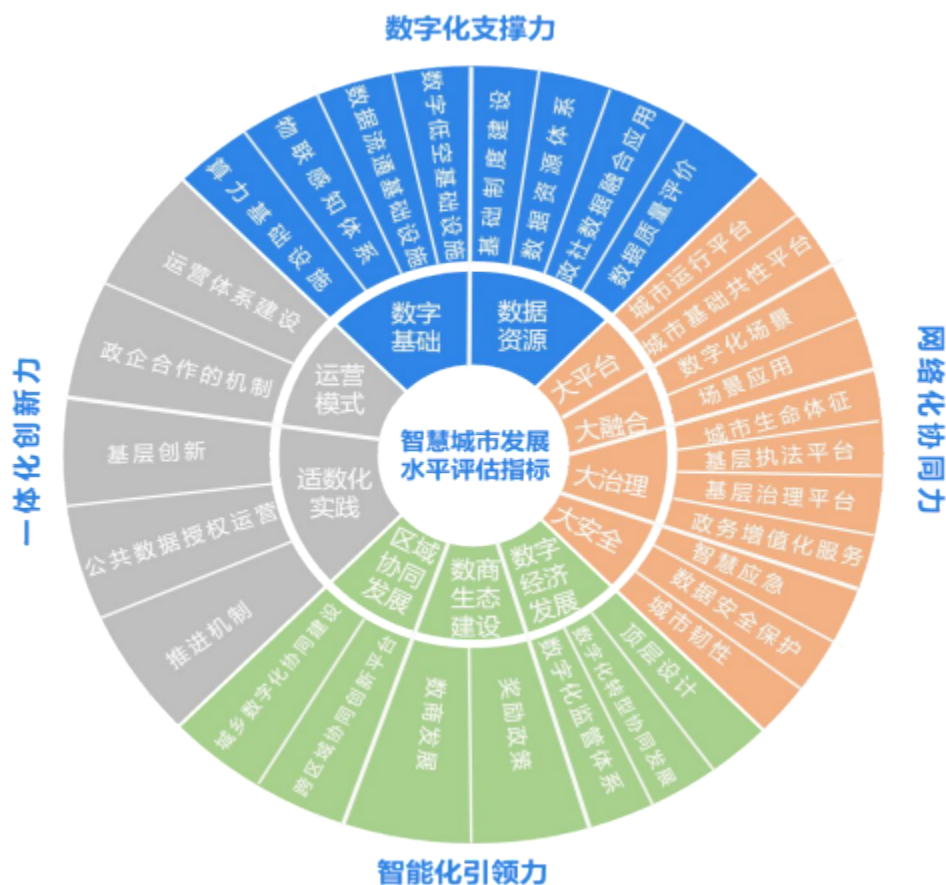 数字化支撑力
算力基础设施
物联感知体系
数据流通基础设施
数字低空基础设施
基础制度建设
数据资源体系
政社数据融合应用
数据质量评价
数字
基础
数据
资源
网络化协同力
城市运行平台
城市基础共性平台
数字化场景
场景应用
城市生命体征
基层执法平台
基层治理平台
政务增值化服务
智慧应急
数据安全保护
城市韧性
大平台
大融合
大治理
大安全
智能化引领力
顶层设计
数字化转型协同发展
数字化监管体系
奖励政策
数商发展
跨区域协同创新平台
城乡数字化协同建设
数字
经济
发展
数商
生态
建设
区域
协同
发展
一体化创新力
运营体系建设
政企合作的机制
基层创新
公共数据授权运营
推进机制
运营
模式
适数化
实践
智慧城市发展
水平评估指标